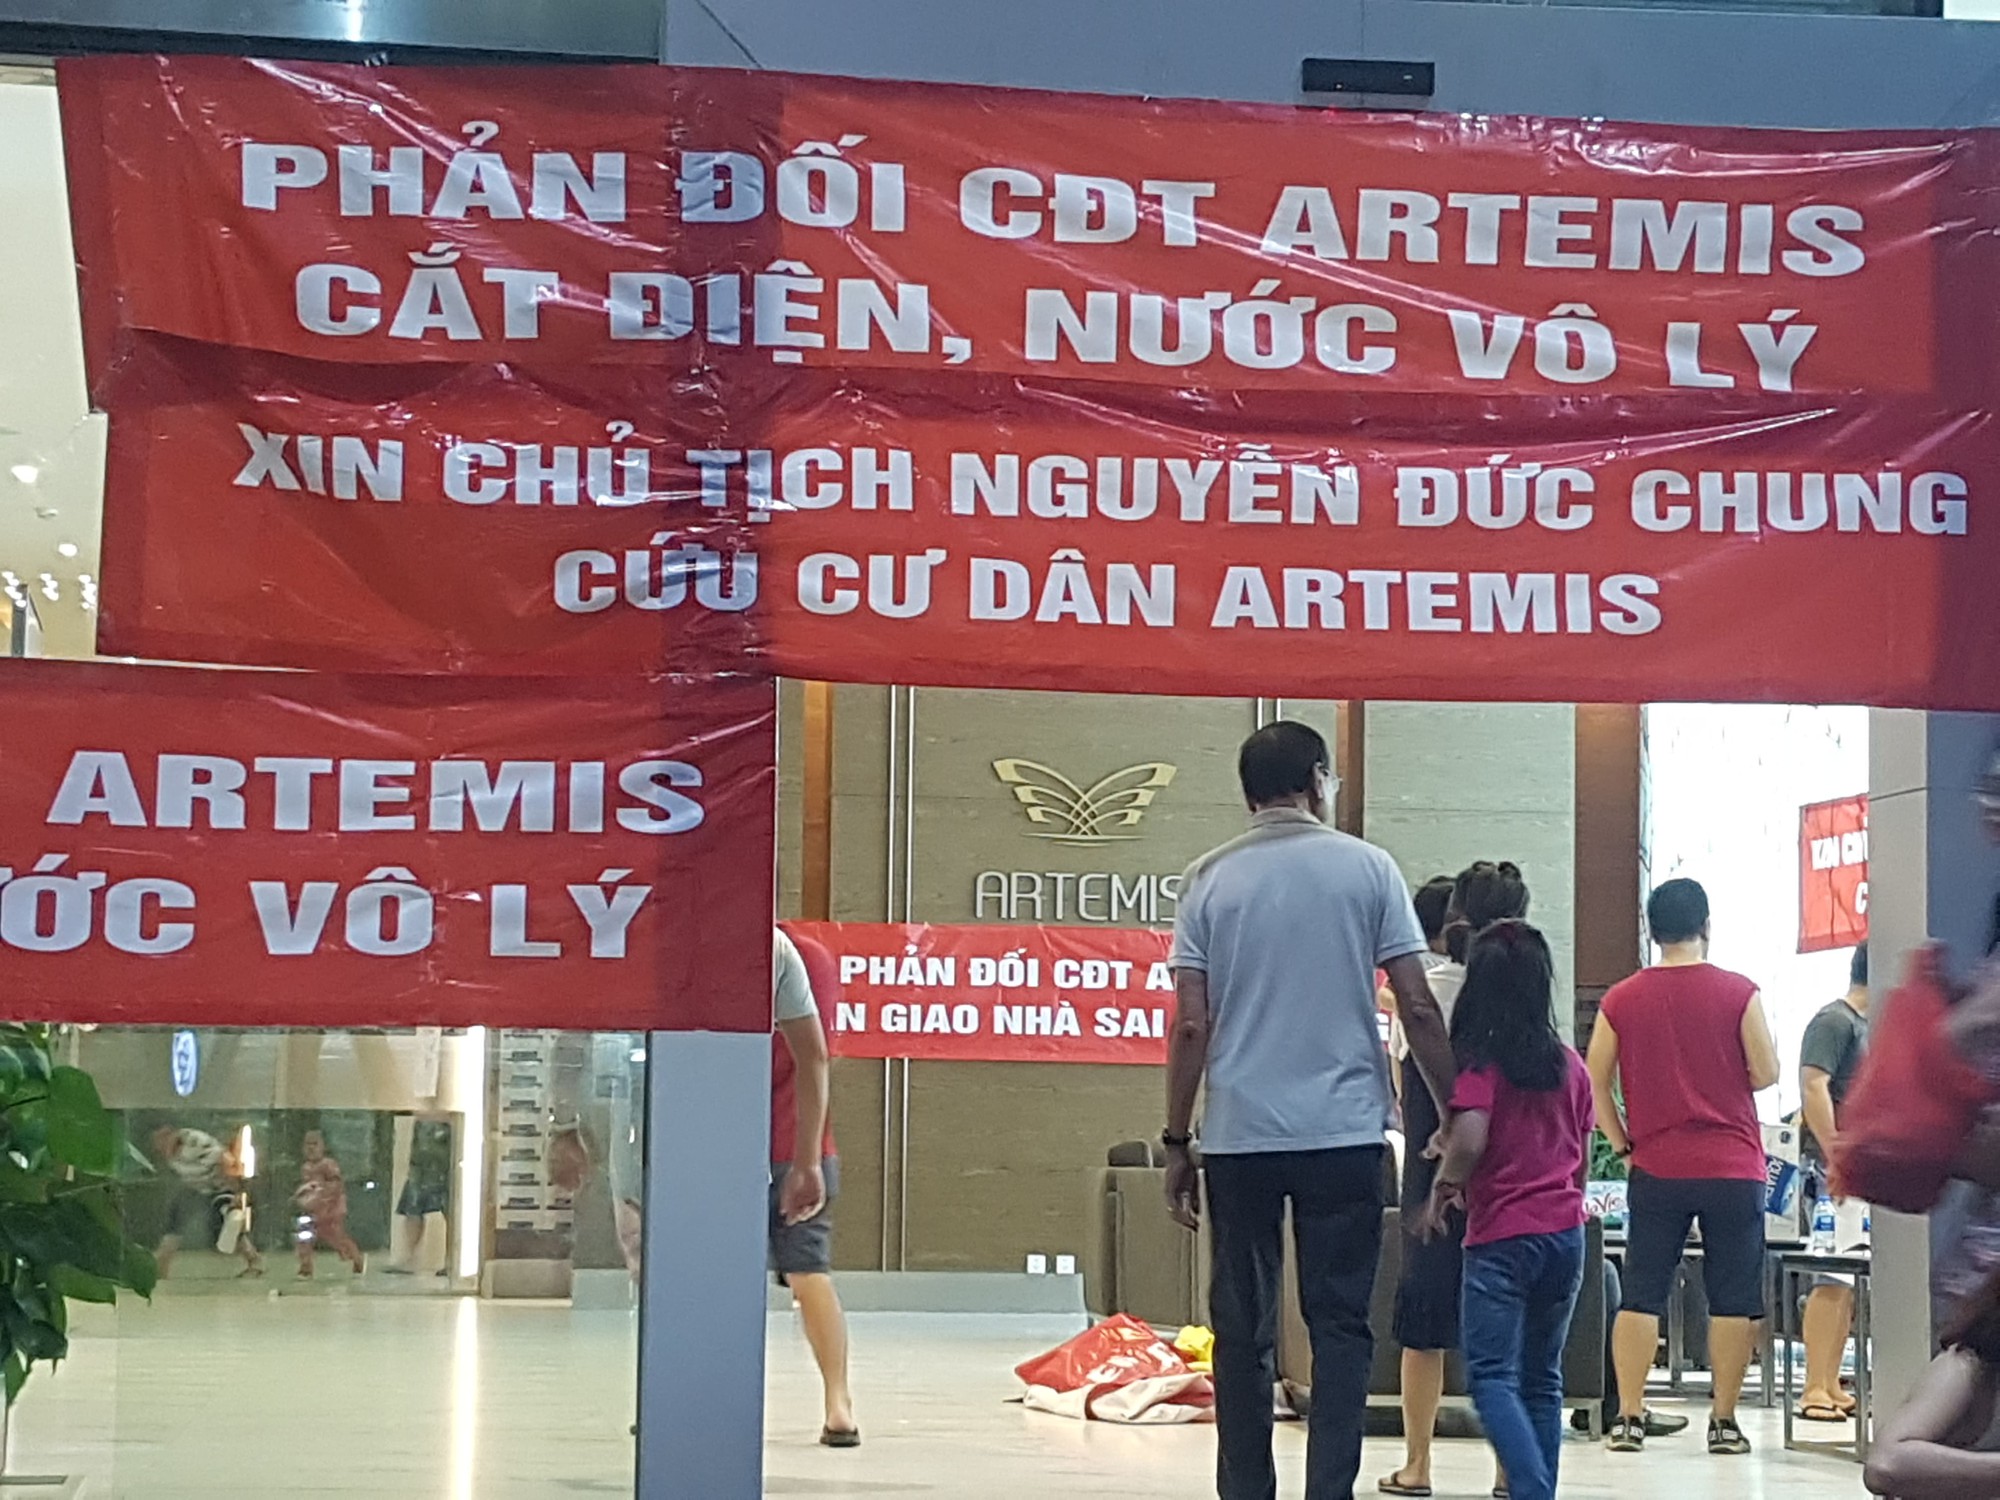 PHẢN ĐỐI CĐT ARTEMIS
CẮT ĐIỆN, NƯỚC VÔ LÝ
XIN CHỦ TỊCH NGUYỄN ĐỨC CHUNG
CỨU CƯ DÂN ARTEMIS
ARTEMIS
ƯỚC VÔ LÝ
ARTEMIS
PHẢN ĐỐI CĐT A
N GIAO NHÀ SAI
G